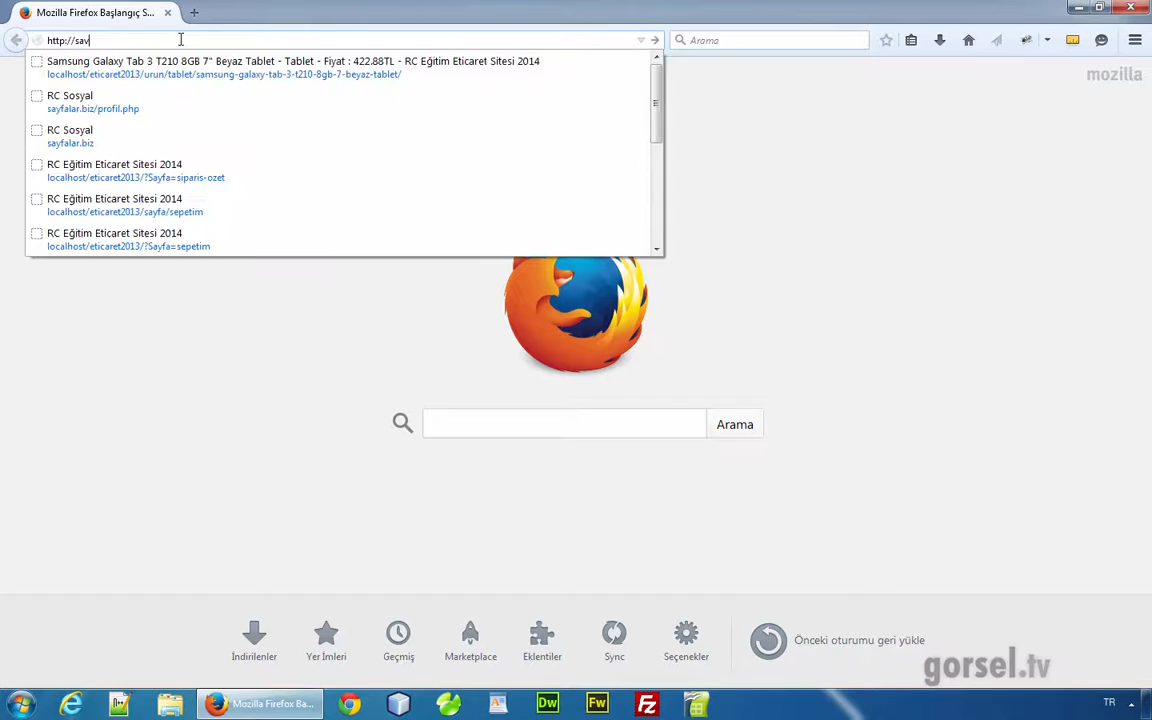 Mozilla Firefox Başlangıç S...
http://sav
Arama
Samsung Galaxy Tab 3 T210 8GB 7" Beyaz Tablet - Tablet - Fiyat : 422.88TL - RC Eğitim Eticaret Sitesi 2014
localhost/eticaret2013/urun/tablet/samsung-galaxy-tab-3-t210-8gb-7-beyaz-tablet/
mozilla
RC Sosyal
sayfalar.biz/profil.php
RC Sosyal
sayfalar.biz
RC Eğitim Eticaret Sitesi 2014
localhost/eticaret2013/?Sayfa=siparis-ozet
RC Eğitim Eticaret Sitesi 2014
localhost/eticaret2013/sayfa/sepetim
RC Eğitim Eticaret Sitesi 2014
localhost/eticaret2013/?Sayfa=sepetim
Arama
Önceki oturumu geri yükle
İndirilenler Yer İmleri Geçmiş Marketplace Eklentiler Sync Seçenekler
gorsel.tv
Mozilla Firefox Ba...
Dw
Fw
Fz
TR